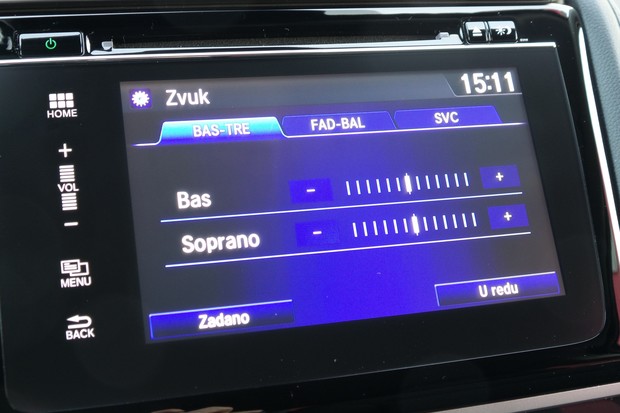 Zvuk 15:11
BAS-TRE FAD-BAL SVC
HOME
+
VOL
-
Bas - +
Soprano - +
MENU
BACK
Zadano U redu